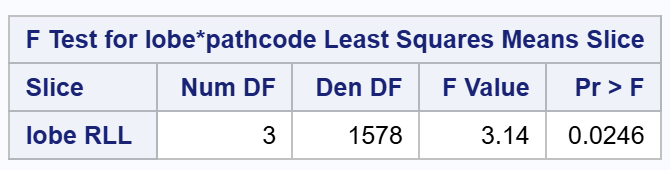 F Test for lobe*pathcode Least Squares Means Slice
Slice Num DF Den DF F Value Pr > F
lobe RLL 3 1578 3.14 0.0246